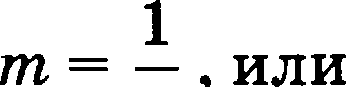 m = 1/ , или